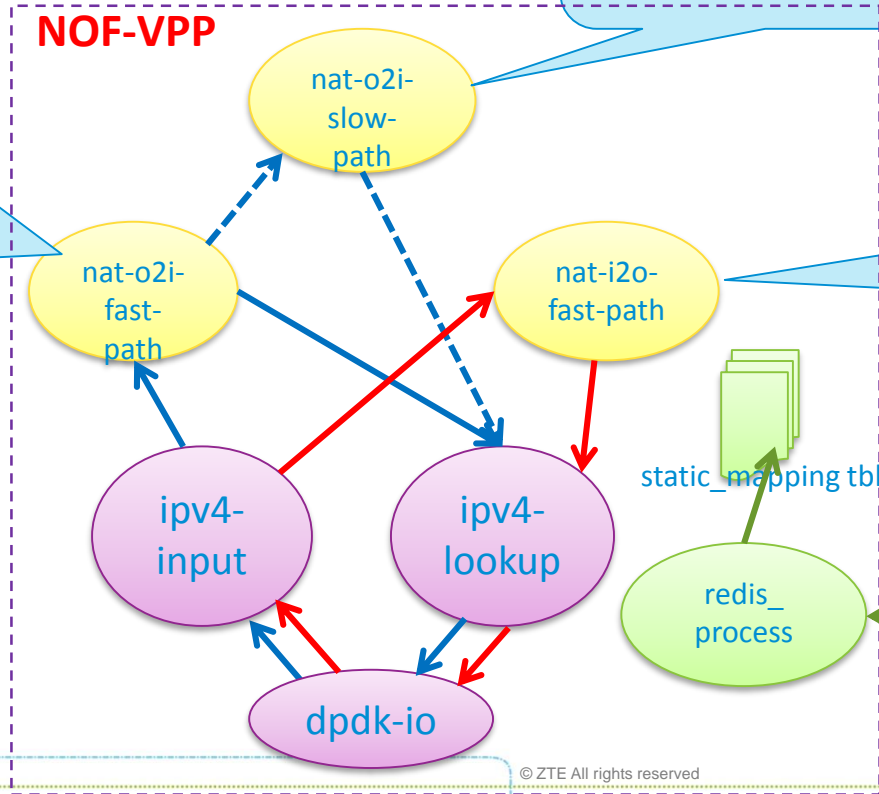 NOF-VPP
nat-o2i-
slow-
path
nat-o2i-
fast-
path
nat-i2o-
fast-path
static_mapping tbl
ipv4-
input
ipv4-
lookup
redis_
process
dpdk-io
© ZTE All rights reserved